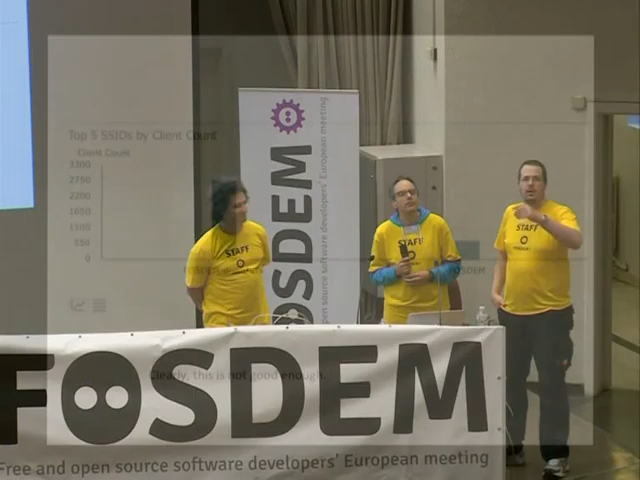 Top 5 SSIDs by Client Count
Client Count
3300
2750
2200
1650
1100
550
0
FOSDEM
Clearly, this is not good enough.
FOSDEM
open source software developers' European meeting
STAFF
STAFF
STAFF
FOSDEM
Free and open source software developers' European meeting